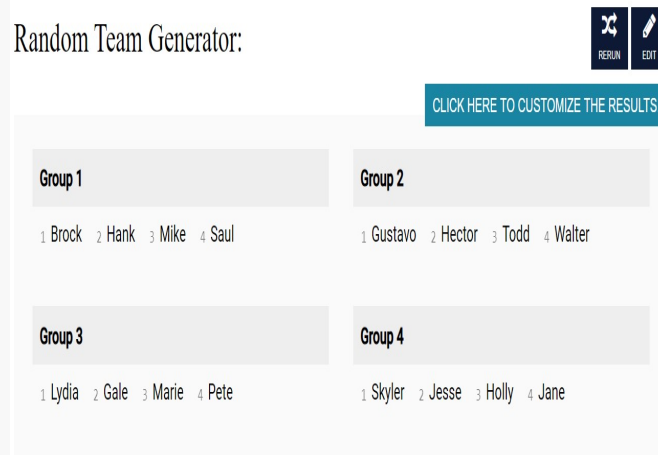 Random Team Generator:
RERUN
EDIT
CLICK HERE TO CUSTOMIZE THE RESULTS
Group 1
1 Brock 2 Hank 3 Mike 4 Saul
Group 2
1 Gustavo 2 Hector 3 Todd 4 Walter
Group 3
1 Lydia 2 Gale 3 Marie 4 Pete
Group 4
1 Skyler 2 Jesse 3 Holly 4 Jane